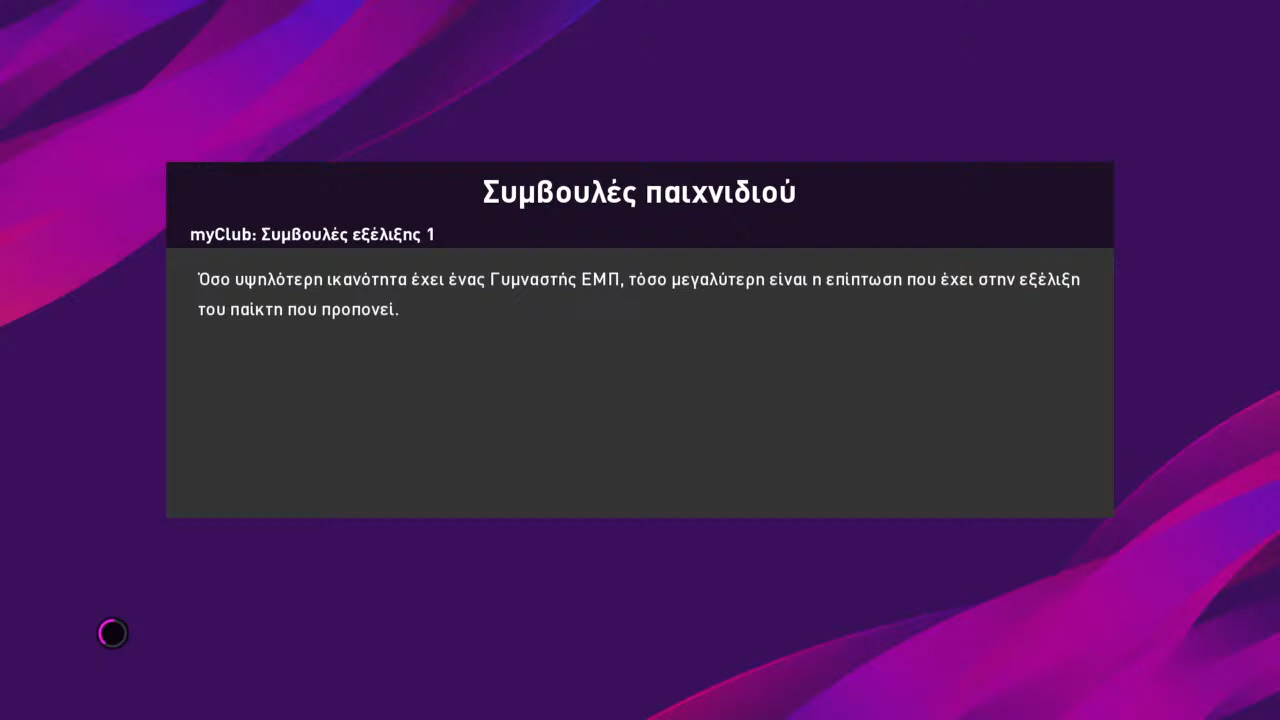 Συμβουλές παιχνιδιού
myClub: Συμβουλές εξέλιξης 1
Όσο υψηλότερη ικανότητα έχει ένας Γυμναστής ΕΜΠ, τόσο μεγαλύτερη είναι η επίπτωση που έχει στην εξέλιξη
του παίκτη που προπονεί.